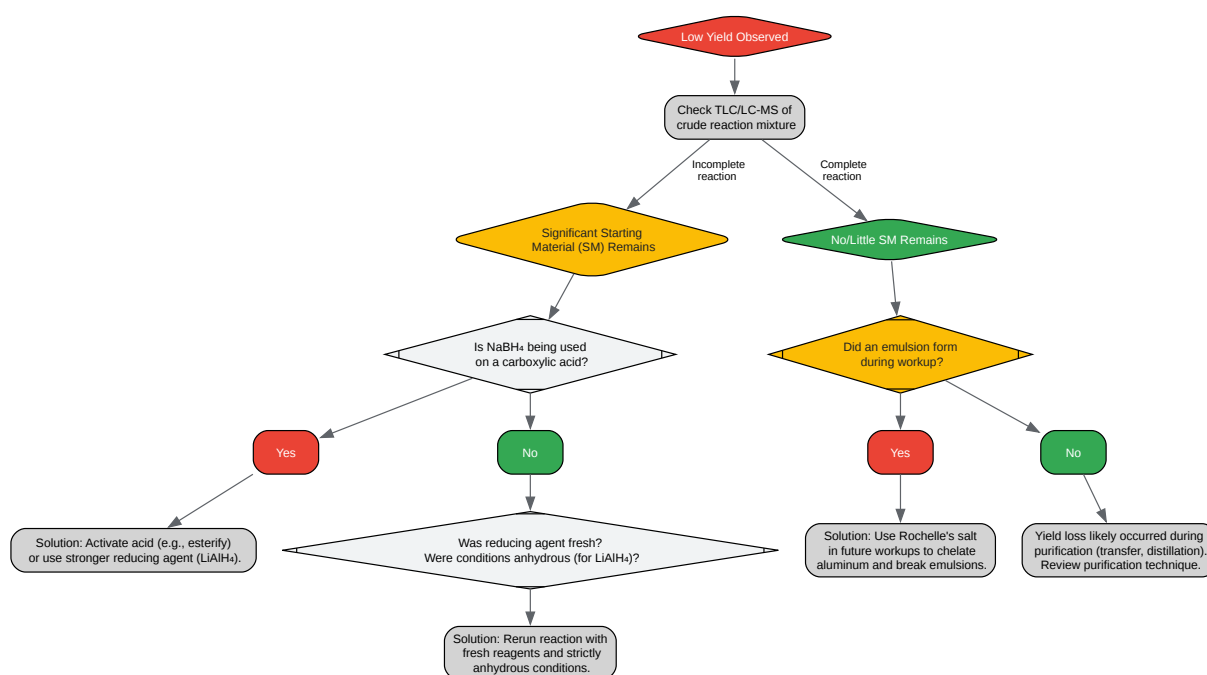 Low Yield Observed
Check TLC/LC-MS of
crude reaction mixture
Incomplete
reaction
Complete
reaction
Significant Starting
Material (SM) Remains
No/Little SM Remains
Is NaBH₄ being used
on a carboxylic acid?
Did an emulsion form
during workup?
Yes
No
Yes
No
Solution: Activate acid (e.g., esterify)
or use stronger reducing agent (LiAlH₄).
Was reducing agent fresh?
Were conditions anhydrous (for LiAlH₄)?
Solution: Use Rochelle's salt
in future workups to chelate
aluminum and break emulsions.
Yield loss likely occurred during
purification (transfer, distillation).
Review purification technique.
Solution: Rerun reaction with
fresh reagents and strictly
anhydrous conditions.